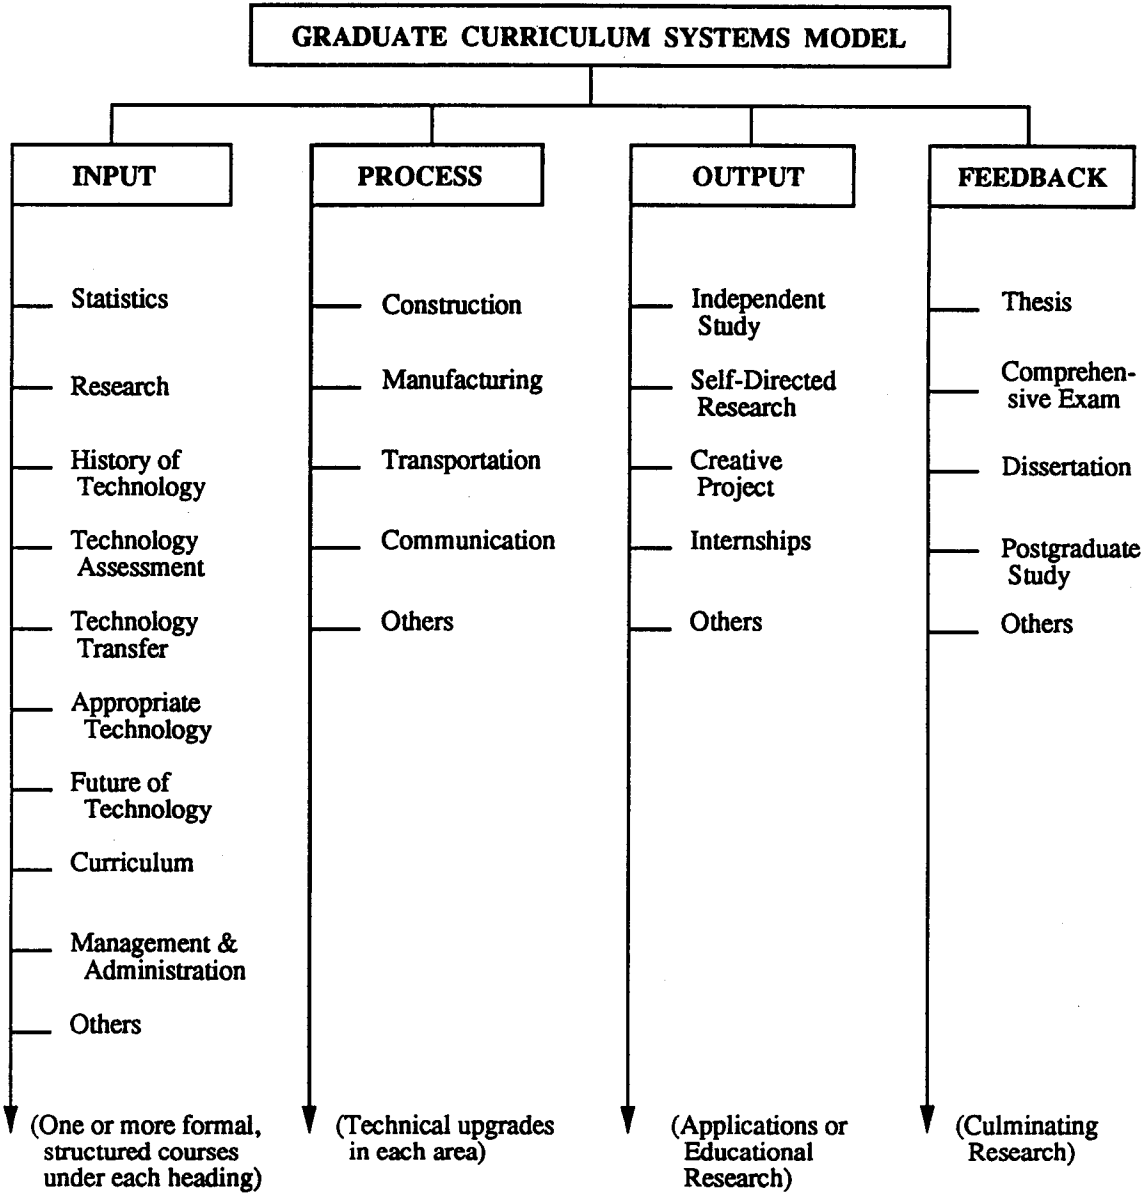 GRADUATE CURRICULUM SYSTEMS MODEL
INPUT
Statistics
Research
History of
Technology
Technology
Assessment
Technology
Transfer
Appropriate
Technology
Future of
Technology
Curriculum
Management &
Administration
Others
(One or more formal,
structured courses
under each heading)
PROCESS
Construction
Manufacturing
Transportation
Communication
Others
(Technical upgrades
in each area)
OUTPUT
Independent
Study
Self-Directed
Research
Creative
Project
Internships
Others
(Applications or
Educational
Research)
FEEDBACK
Thesis
Comprehen-
sive Exam
Dissertation
Postgraduate
Study
Others
(Culminating
Research)